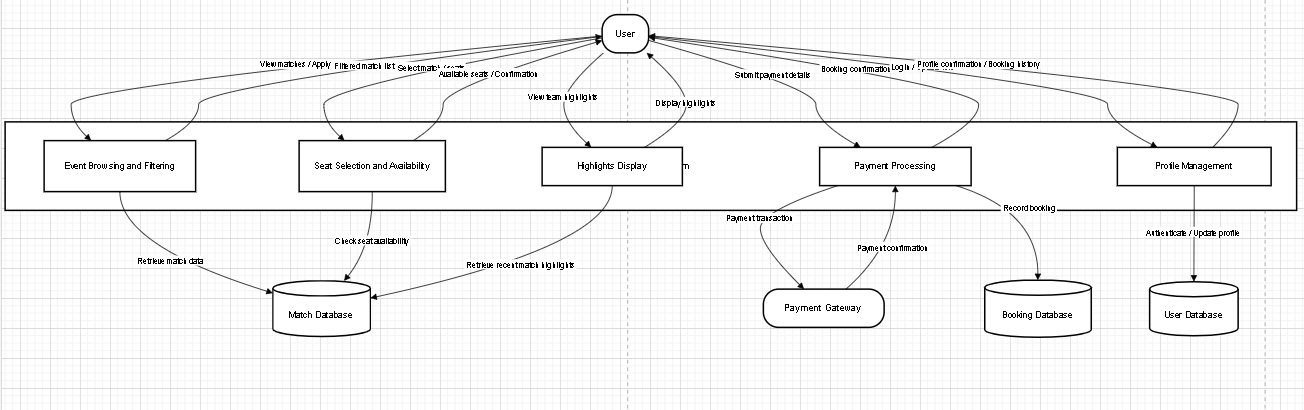 User
View matches / Apply
Filtered match list
Select match / seats
Available seats / Confirmation
View team highlights
Display highlights
Submit payment details
Booking confirmation
Login /
Profile confirmation / Booking history
Event Browsing and Filtering
Seat Selection and Availability
Highlights Display
m
Payment Processing
Profile Management
Record booking
Payment transaction
Authenticate / Update profile
Check seat availability
Payment confirmation
Retrieve match data
Retrieve recent match highlights
Match Database
Payment Gateway
Booking Database
User Database